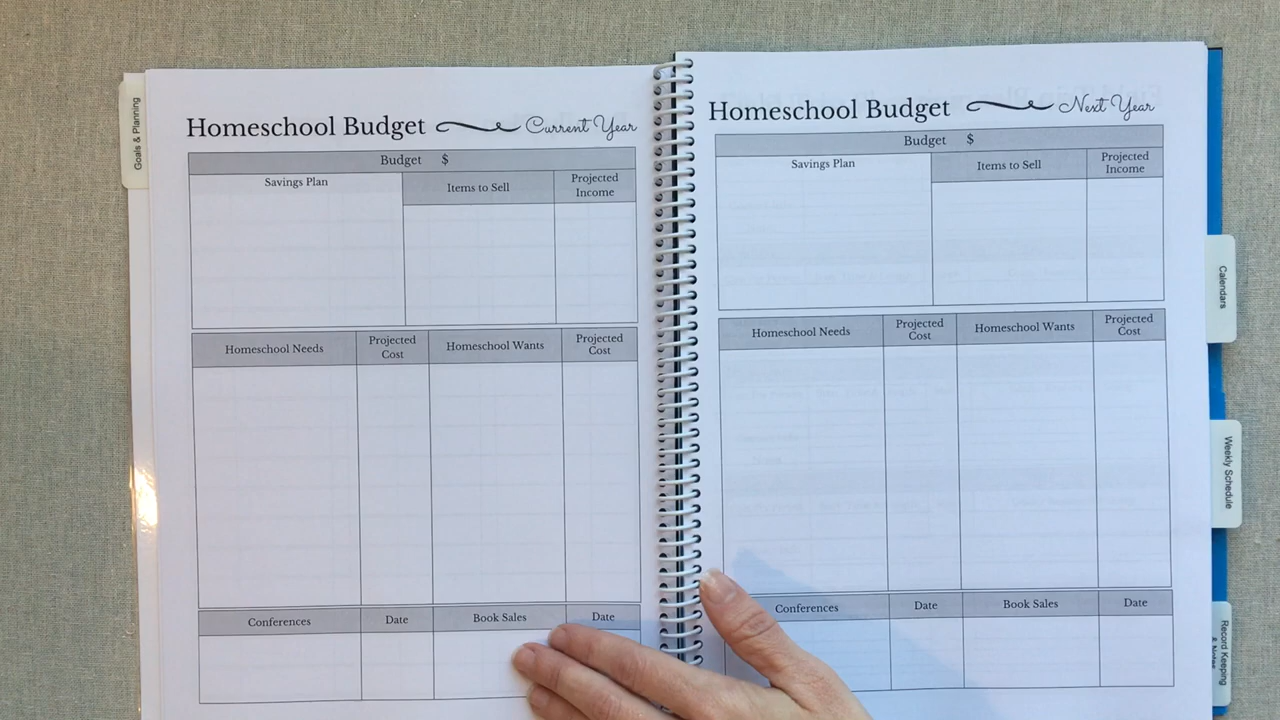 Goals & Planning
Homeschool Budget Current Year
Budget $
Savings Plan
Items to Sell
Projected
Income
Homeschool Needs
Projected
Cost
Homeschool Wants
Projected
Cost
Conferences
Date
Book Sales
Date
Homeschool Budget Next Year
Budget $
Savings Plan
Items to Sell
Projected
Income
Homeschool Needs
Projected
Cost
Homeschool Wants
Projected
Cost
Conferences
Date
Book Sales
Date
Calendars
Weekly Schedule
Record Keeping
& Notes